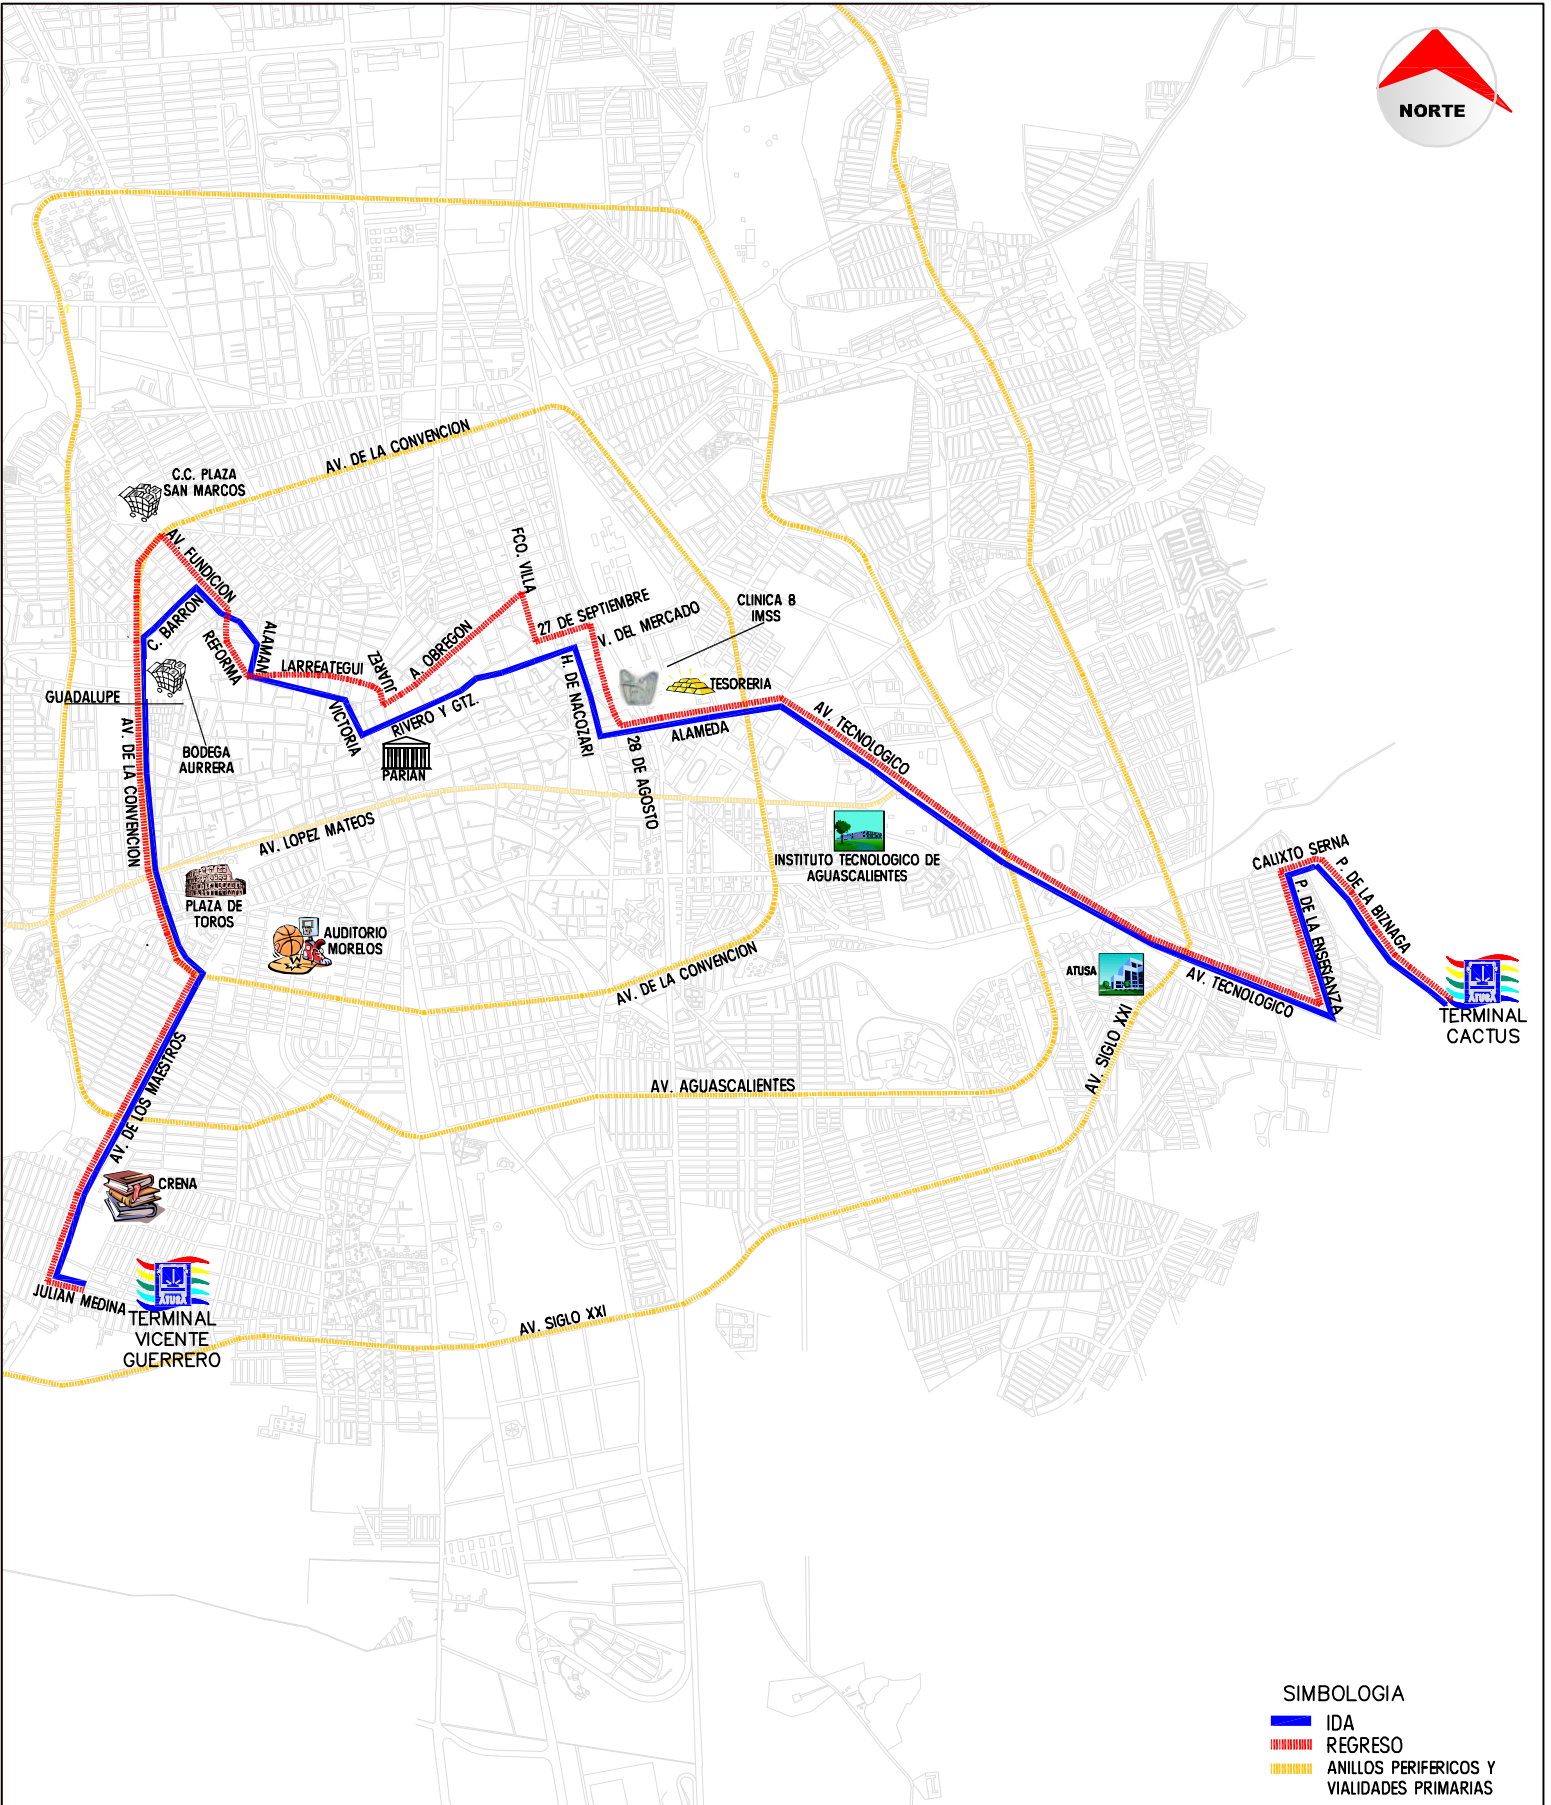 NORTE
AV. DE LA CONVENCION
C.C. PLAZA
SAN MARCOS
AV. FUNDICION
FCO. VILLA
27 DE SEPTIEMBRE
V. DEL MERCADO
CLINICA 8
IMSS
C. BARRON
ALAMAN
REFORMA
LARREATEGUI
JUAREZ
A. OBREGON
H. DE NACOZARI
TESORERIA
GUADALUPE
VICTORIA
RIVERO Y GTZ.
ALAMEDA
AV. TECNOLOGICO
BODEGA
AURRERA
PARIAN
28 DE AGOSTO
AV. DE LA CONVENCION
AV. LOPEZ MATEOS
INSTITUTO TECNOLOGICO DE
AGUASCALIENTES
CALIXTO SERNA
P. DE LA BIZNAGA
P. DE LA ENSEÑANZA
PLAZA DE
TOROS
AUDITORIO
MORELOS
AV. DE LA CONVENCION
ATUSA
AV. TECNOLOGICO
ATUSA
TERMINAL
CACTUS
AV. SIGLO XXI
AV. DE LOS MAESTROS
AV. AGUASCALIENTES
CRENA
JULIAN MEDINA
ATUSA
TERMINAL
VICENTE
GUERRERO
AV. SIGLO XXI
SIMBOLOGIA
IDA
REGRESO
ANILLOS PERIFERICOS Y
VIALIDADES PRIMARIAS